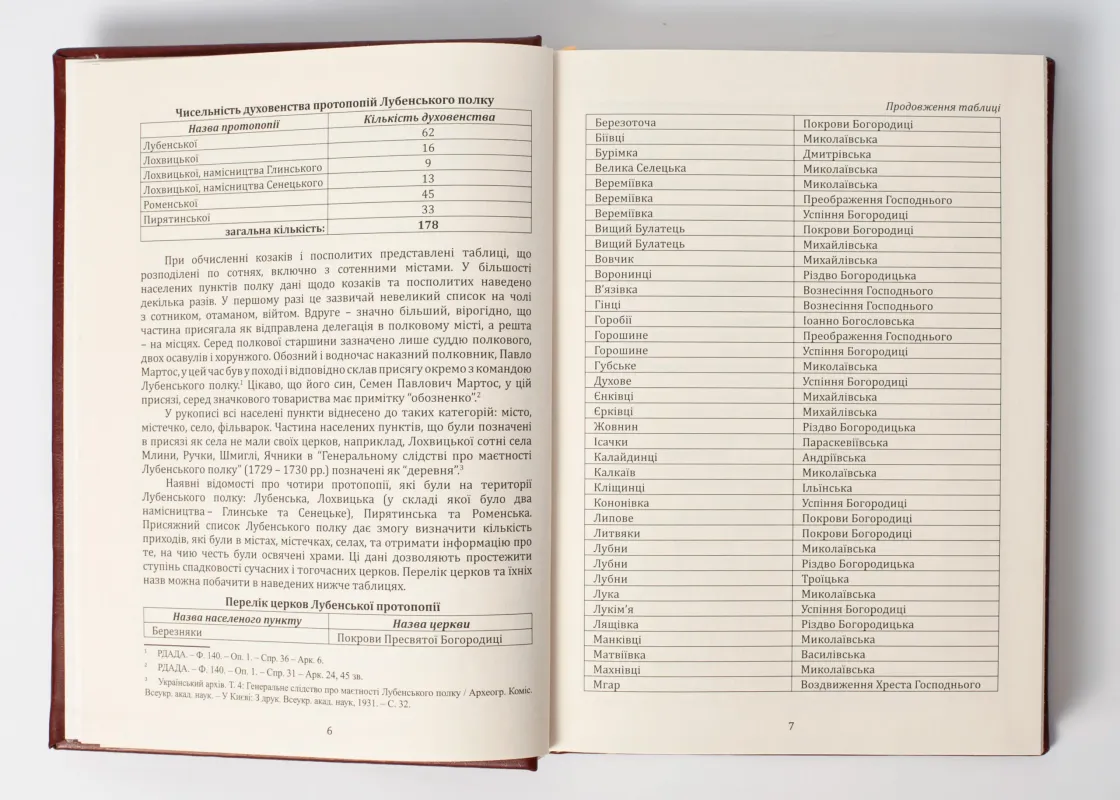 Чисельність духовенства протопопій Лубенського полку
Назва протопопії Кількість духовенства
Лубенської 62
Лохвицької 16
Лохвицької, намісництва Глинського 9
Лохвицької, намісництва Сенецького 13
Роменської 45
Пирятинської 33
загальна кількість: 178
При обчисленні козаків і посполитих представлені таблиці, що
розподілені по сотнях, включно з сотенними містами. У більшості
населених пунктів полку дані щодо козаків та посполитих наведено
декілька разів. У першому разі це зазвичай невеликий список на чолі
з сотником, отаманом, війтом. Вдруге – значно більший, вірогідно, що
частина присягала як відправлена делегація в полковому місті, а решта
– на місцях. Серед полкової старшини зазначено лише суддю полкового,
двох осавулів і хорунжого. Обозний і водночас наказний полковник, Павло
Мартос, у цей час був у поході і відповідно склав присягу окремо з командою
Лубенського полку.¹ Цікаво, що його син, Семен Павлович Мартос, у цій
присязі, серед значкового товариства має примітку “обозненко”.²
У рукописі всі населені пункти віднесено до таких категорій: місто,
містечко, село, фільварок. Частина населених пунктів, що були позначені
в присязі як села не мали своїх церков, наприклад, Лохвицької сотні села
Млини, Ручки, Шмиглі, Ячники в “Генеральному слідстві про маєтності
Лубенського полку” (1729 – 1730 рр.) позначені як “деревня”.³
Наявні відомості про чотири протопопії, які були на території
Лубенського полку: Лубенська, Лохвицька (у складі якої було два
намісництва – Глинське та Сенецьке), Пирятинська та Роменська.
Присяжний список Лубенського полку дає змогу визначити кількість
приходів, які були в містах, містечках, селах, та отримати інформацію про
те, на чию честь були освячені храми. Ці дані дозволяють простежити
ступінь спадковості сучасних і тогочасних церков. Перелік церков та їхніх
назв можна побачити в наведених нижче таблицях.
Перелік церков Лубенської протопопії
Назва населеного пункту Назва церкви
Березняки Покрови Пресвятої Богородиці
¹ РДАДА. – Ф. 140. – Оп. 1. – Спр. 36 – Арк. 6.
² РДАДА. – Ф. 140. – Оп. 1. – Спр. 31 – Арк. 24, 45 зв.
³ Український архів. Т. 4: Генеральне слідство про маєтності Лубенського полку / Археогр. Коміс.
Всеукр. акад. наук. – У Києві: З друк. Всеукр. акад. наук, 1931. – С. 32.
6
Продовження таблиці
Березоточа Покрови Богородиці
Біївці Миколаївська
Бурімка Дмитрівська
Велика Селецька Миколаївська
Вереміївка Миколаївська
Вереміївка Преображення Господнього
Вереміївка Успіння Богородиці
Вищий Булатець Покрови Богородиці
Вищий Булатець Михайлівська
Вовчик Михайлівська
Воронинці Різдво Богородицька
В’язівка Вознесіння Господнього
Гінці Вознесіння Господнього
Горобії Іоанно Богословська
Горошине Преображення Господнього
Горошине Успіння Богородиці
Губське Миколаївська
Духове Успіння Богородиці
Єнківці Михайлівська
Єрківці Михайлівська
Жовнин Різдво Богородицька
Ісачки Параскевіївська
Калайдинці Андріївська
Калкаїв Миколаївська
Кліщинці Ільїнська
Кононівка Успіння Богородиці
Липове Покрови Богородиці
Литвяки Покрови Богородиці
Лубни Миколаївська
Лубни Різдво Богородицька
Лубни Троїцька
Лука Миколаївська
Лукім’я Успіння Богородиці
Лящівка Різдво Богородицька
Манківці Миколаївська
Матвіївка Василівська
Махнівці Миколаївська
Мгар Воздвиження Хреста Господнього
7